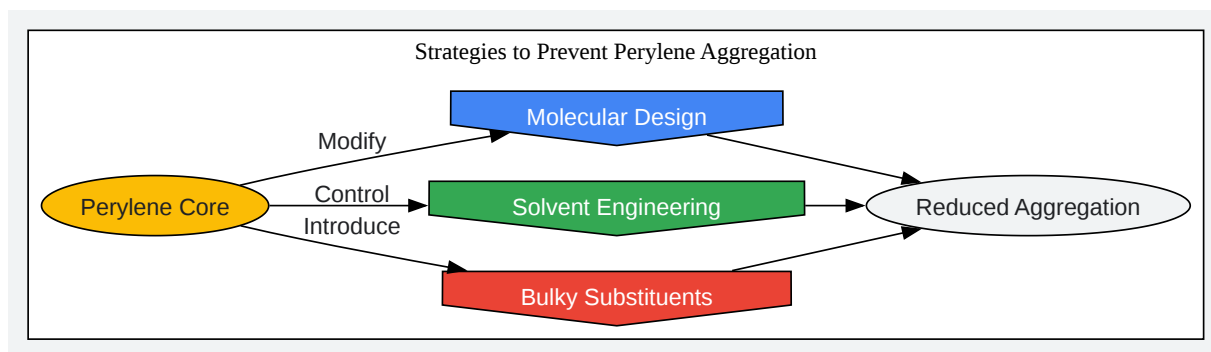 Strategies to Prevent Perylene Aggregation
Molecular Design
Modify
Perylene Core
Control
Solvent Engineering
Reduced Aggregation
Introduce
Bulky Substituents